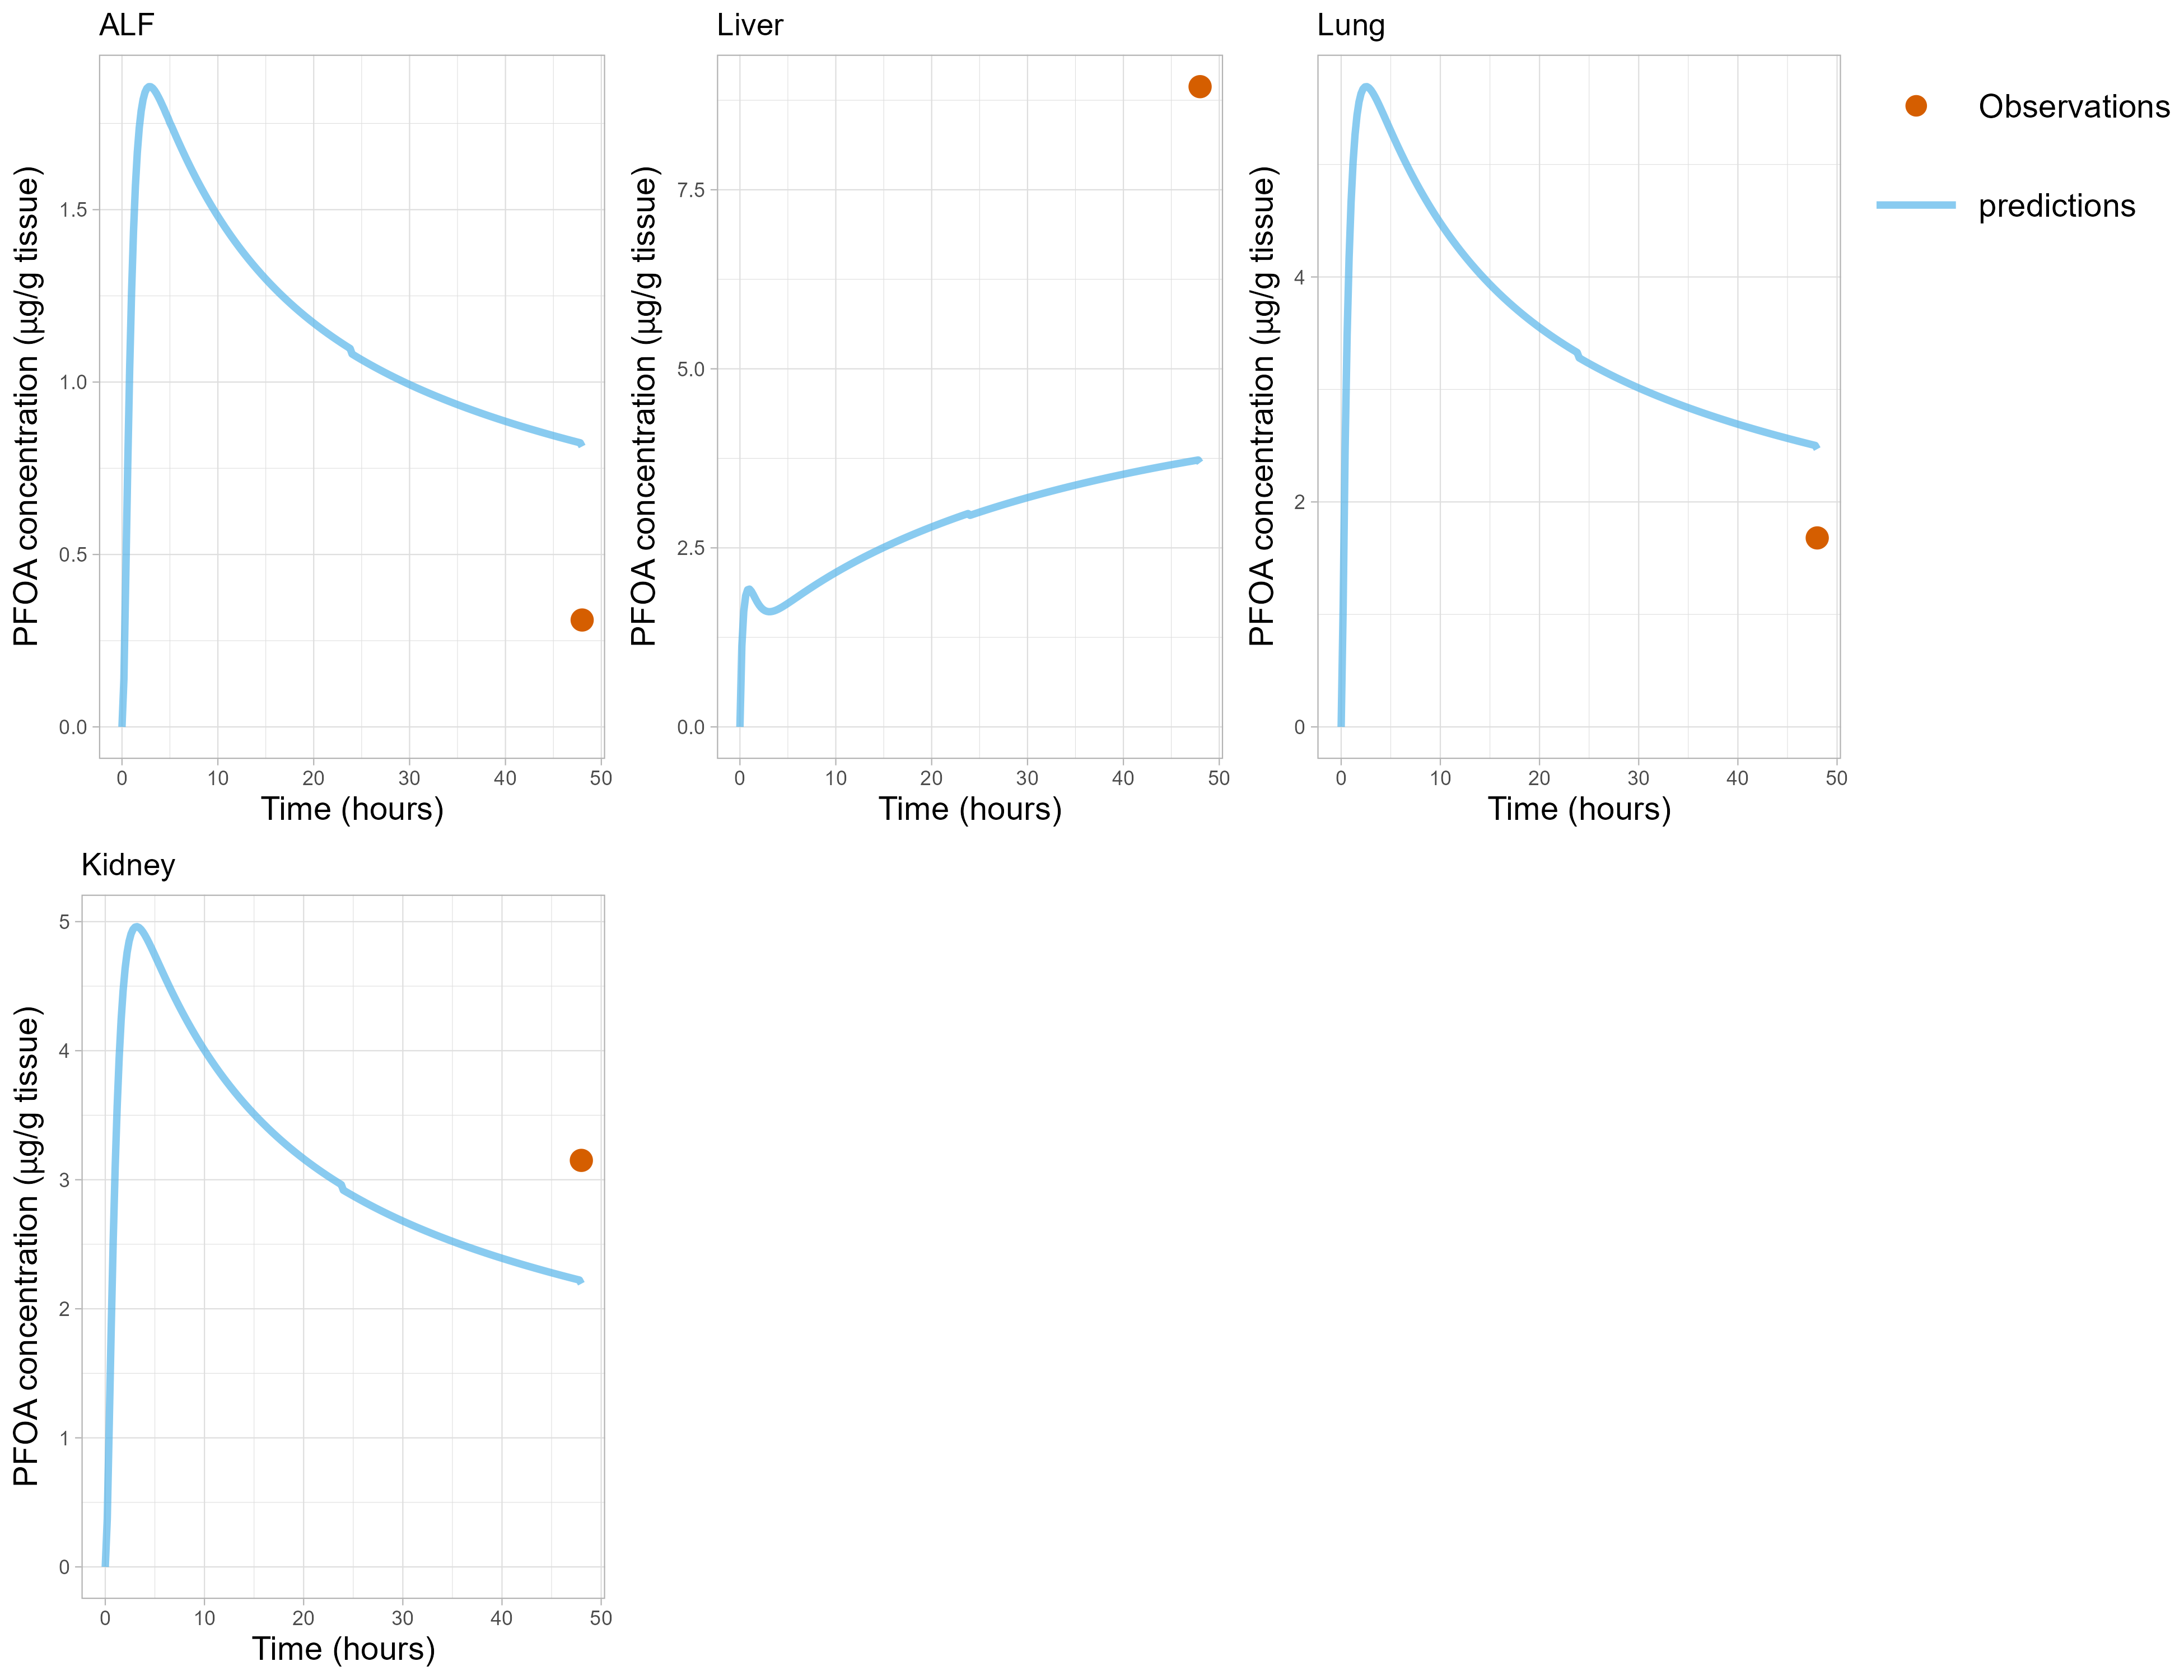 ALF
PFOA concentration (µg/g tissue)
1.5
1.0
0.5
0.0
0 10 20 30 40 50
Time (hours)
Liver
PFOA concentration (µg/g tissue)
7.5
5.0
2.5
0.0
0 10 20 30 40 50
Time (hours)
Lung
PFOA concentration (µg/g tissue)
4
2
0
0 10 20 30 40 50
Time (hours)
Observations
predictions
Kidney
PFOA concentration (µg/g tissue)
5
4
3
2
1
0
0 10 20 30 40 50
Time (hours)